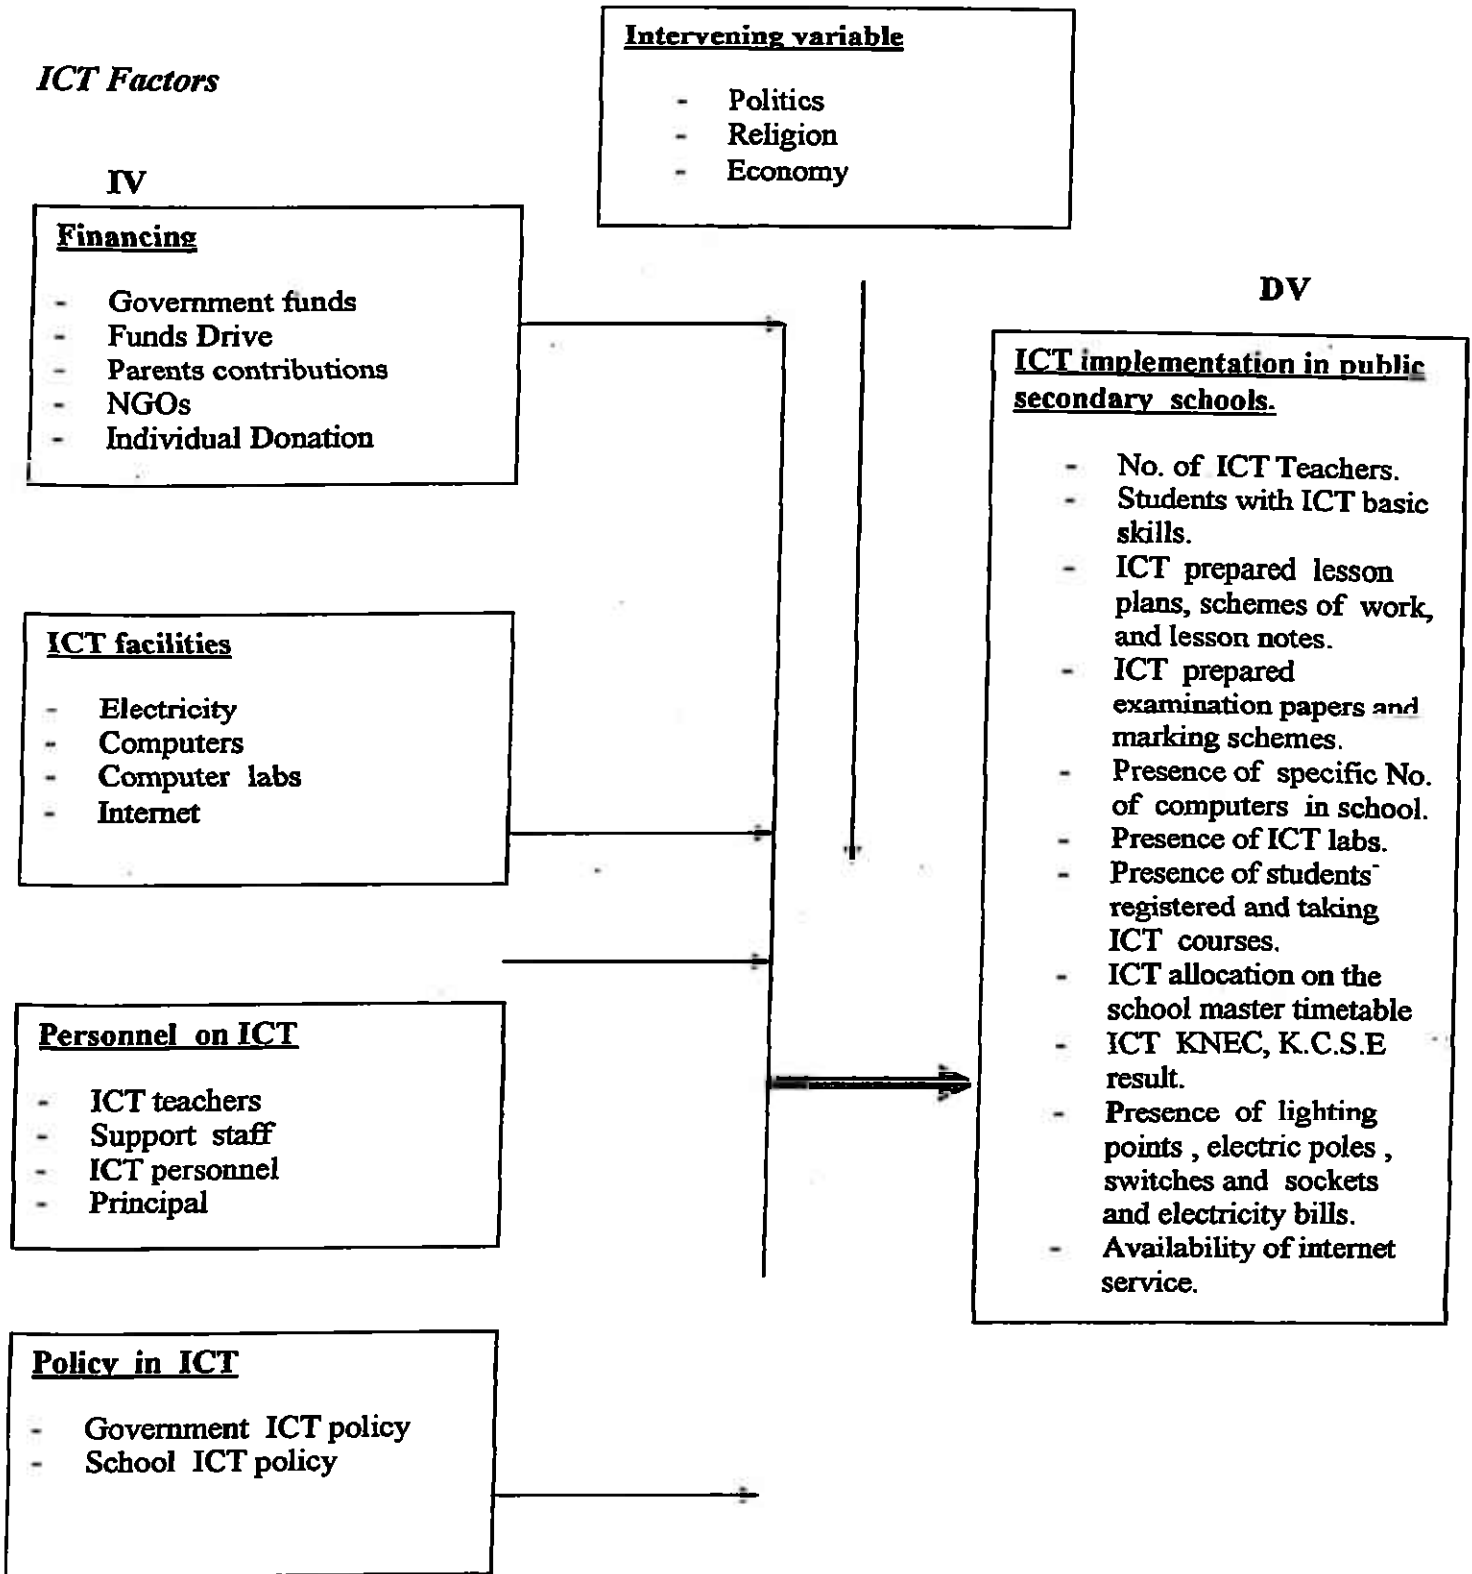 ICT Factors
Intervening variable
- Politics
- Religion
- Economy
IV
Financing
- Government funds
- Funds Drive
- Parents contributions
- NGOs
- Individual Donation
ICT facilities
- Electricity
- Computers
- Computer labs
- Internet
Personnel on ICT
- ICT teachers
- Support staff
- ICT personnel
- Principal
Policy in ICT
- Government ICT policy
- School ICT policy
DV
ICT implementation in public
secondary schools.
- No. of ICT Teachers.
- Students with ICT basic
skills.
- ICT prepared lesson
plans, schemes of work,
and lesson notes.
- ICT prepared
examination papers and
marking schemes.
- Presence of specific No.
of computers in school.
- Presence of ICT labs.
- Presence of students
registered and taking
ICT courses.
- ICT allocation on the
school master timetable
- ICT KNEC, K.C.S.E
result.
- Presence of lighting
points , electric poles ,
switches and sockets
and electricity bills.
- Availability of internet
service.